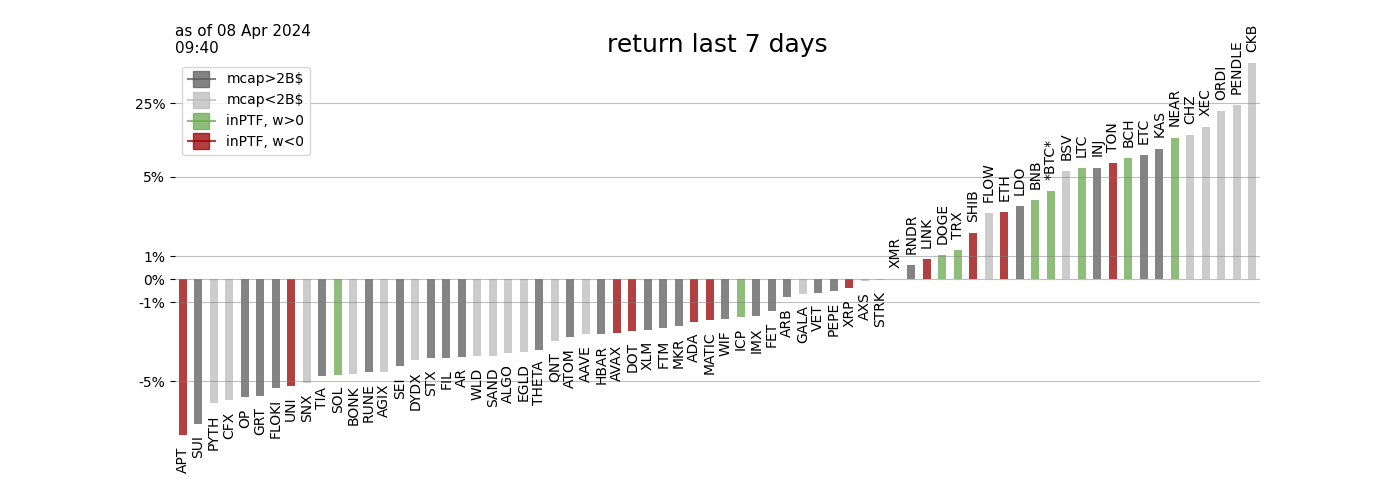 as of 08 Apr 2024
09:40
return last 7 days
mcap>2B$
mcap<2B$
inPTF, w>0
inPTF, w<0
25%
5%
1%
0%
-1%
-5%
APT
SUI
PYTH
CFX
OP
GRT
FLOKI
UNI
SNX
TIA
SOL
BONK
RUNE
AGIX
SEI
DYDX
STX
FIL
AR
WLD
SAND
ALGO
EGLD
THETA
QNT
ATOM
AAVE
HBAR
AVAX
DOT
XLM
FTM
MKR
ADA
MATIC
WIF
ICP
IMX
FET
ARB
GALA
VET
PEPE
XRP
AXS
STRK
XMR
RNDR
LINK
DOGE
TRX
SHIB
FLOW
ETH
LDO
BNB
*BTC*
BSV
LTC
INJ
TON
BCH
ETC
KAS
NEAR
CHZ
XEC
ORDI
PENDLE
CKB